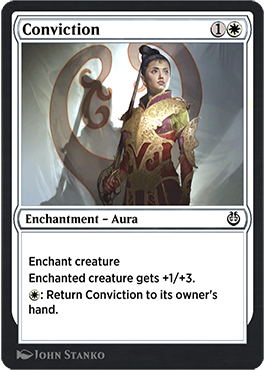 Conviction 1
Enchantment – Aura
Enchant creature
Enchanted creature gets +1/+3.
: Return Conviction to its owner's
hand.
JOHN STANKO